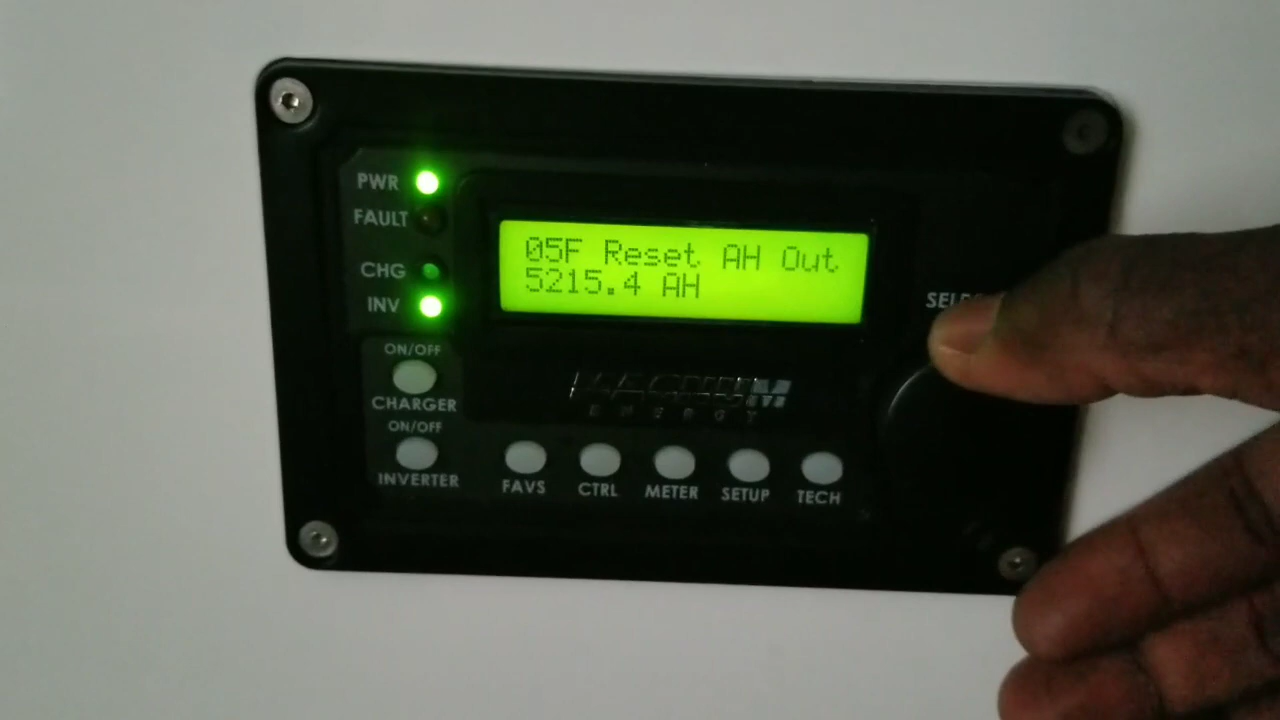 PWR
FAULT
CHG
INV
05F Reset AH Out
5215.4 AH
ON/OFF
CHARGER
ON/OFF
INVERTER
MAGNUM
ENERGY
FAVS
CTRL
METER
SETUP
TECH